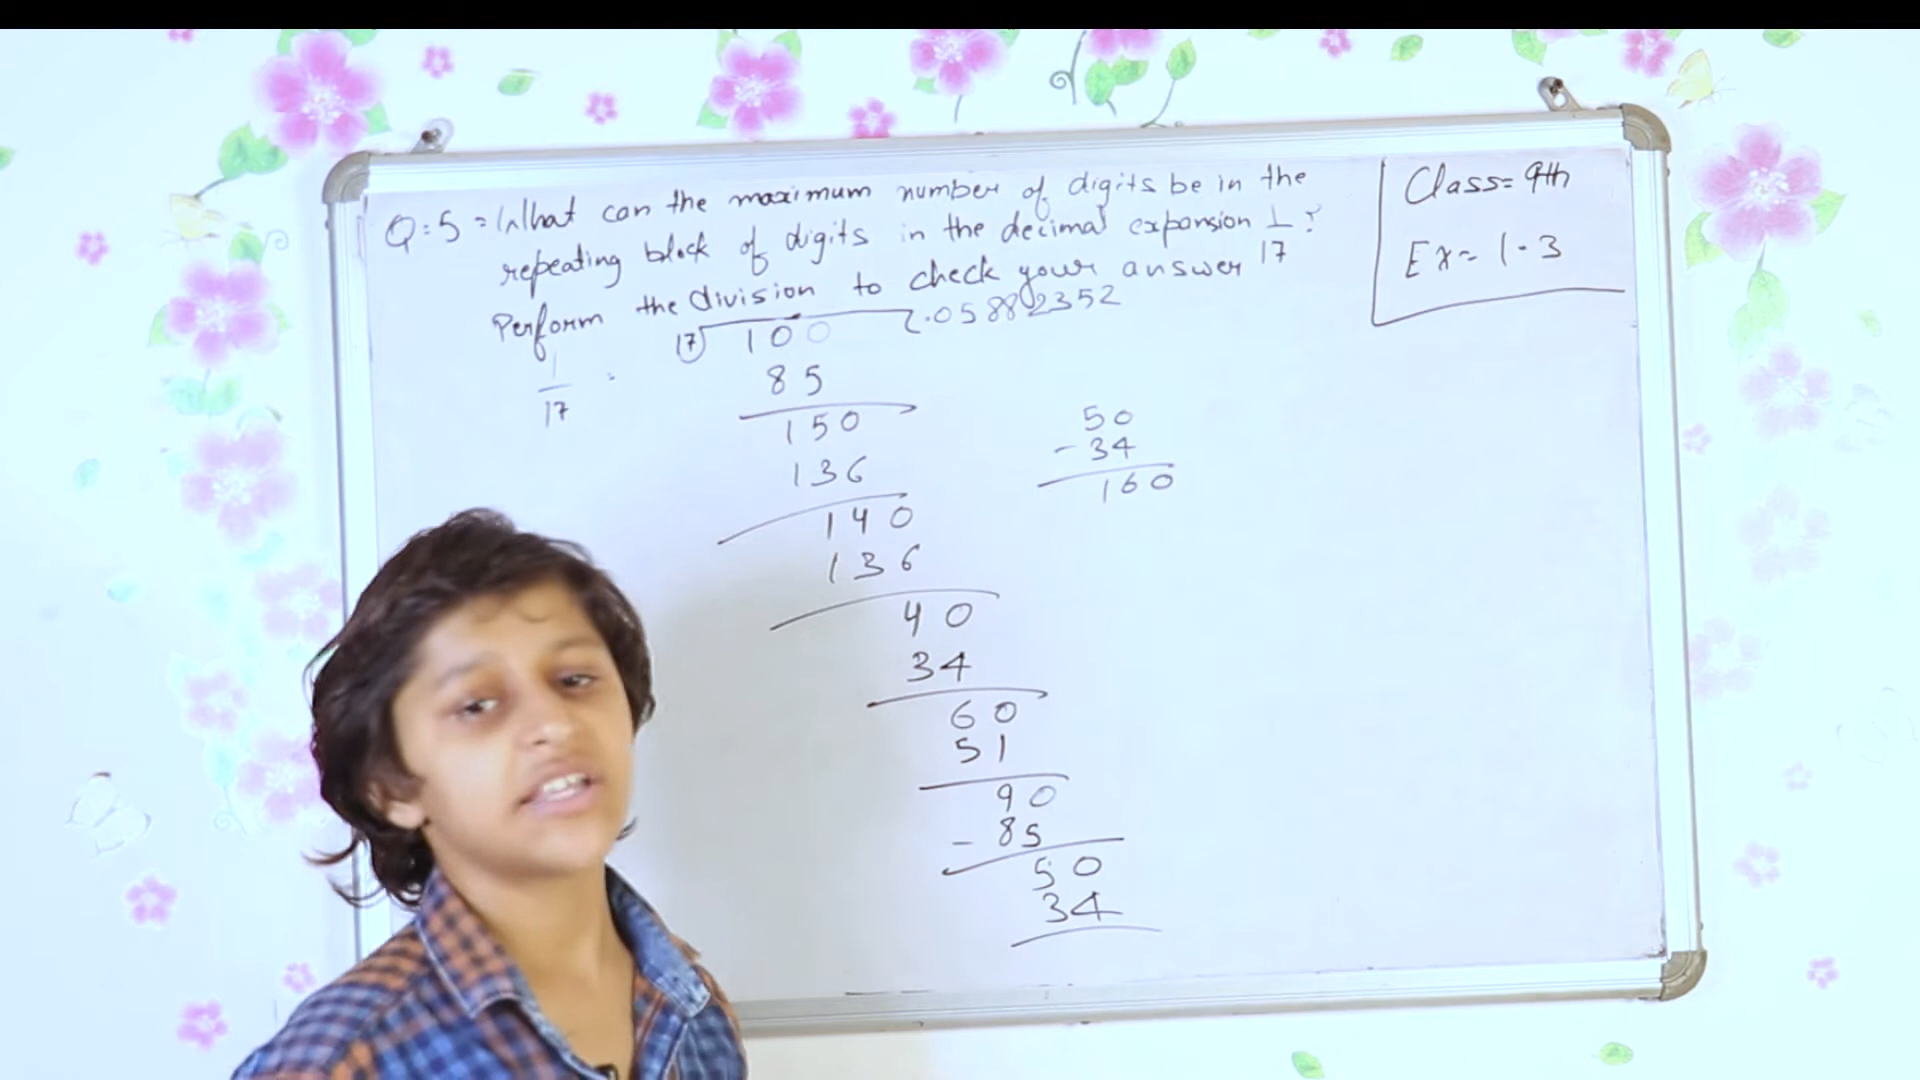 Q:5 = What can the maximum number of digits be in the
repeating block of digits in the decimal expansion 1/17 ?
Perform the division to check your answer
Class = 9th
Ex = 1.3
1/17 =
17 100 .05882352
85
150
136
140
136
40
34
60
51
90
- 85
50
34
50
- 34
160